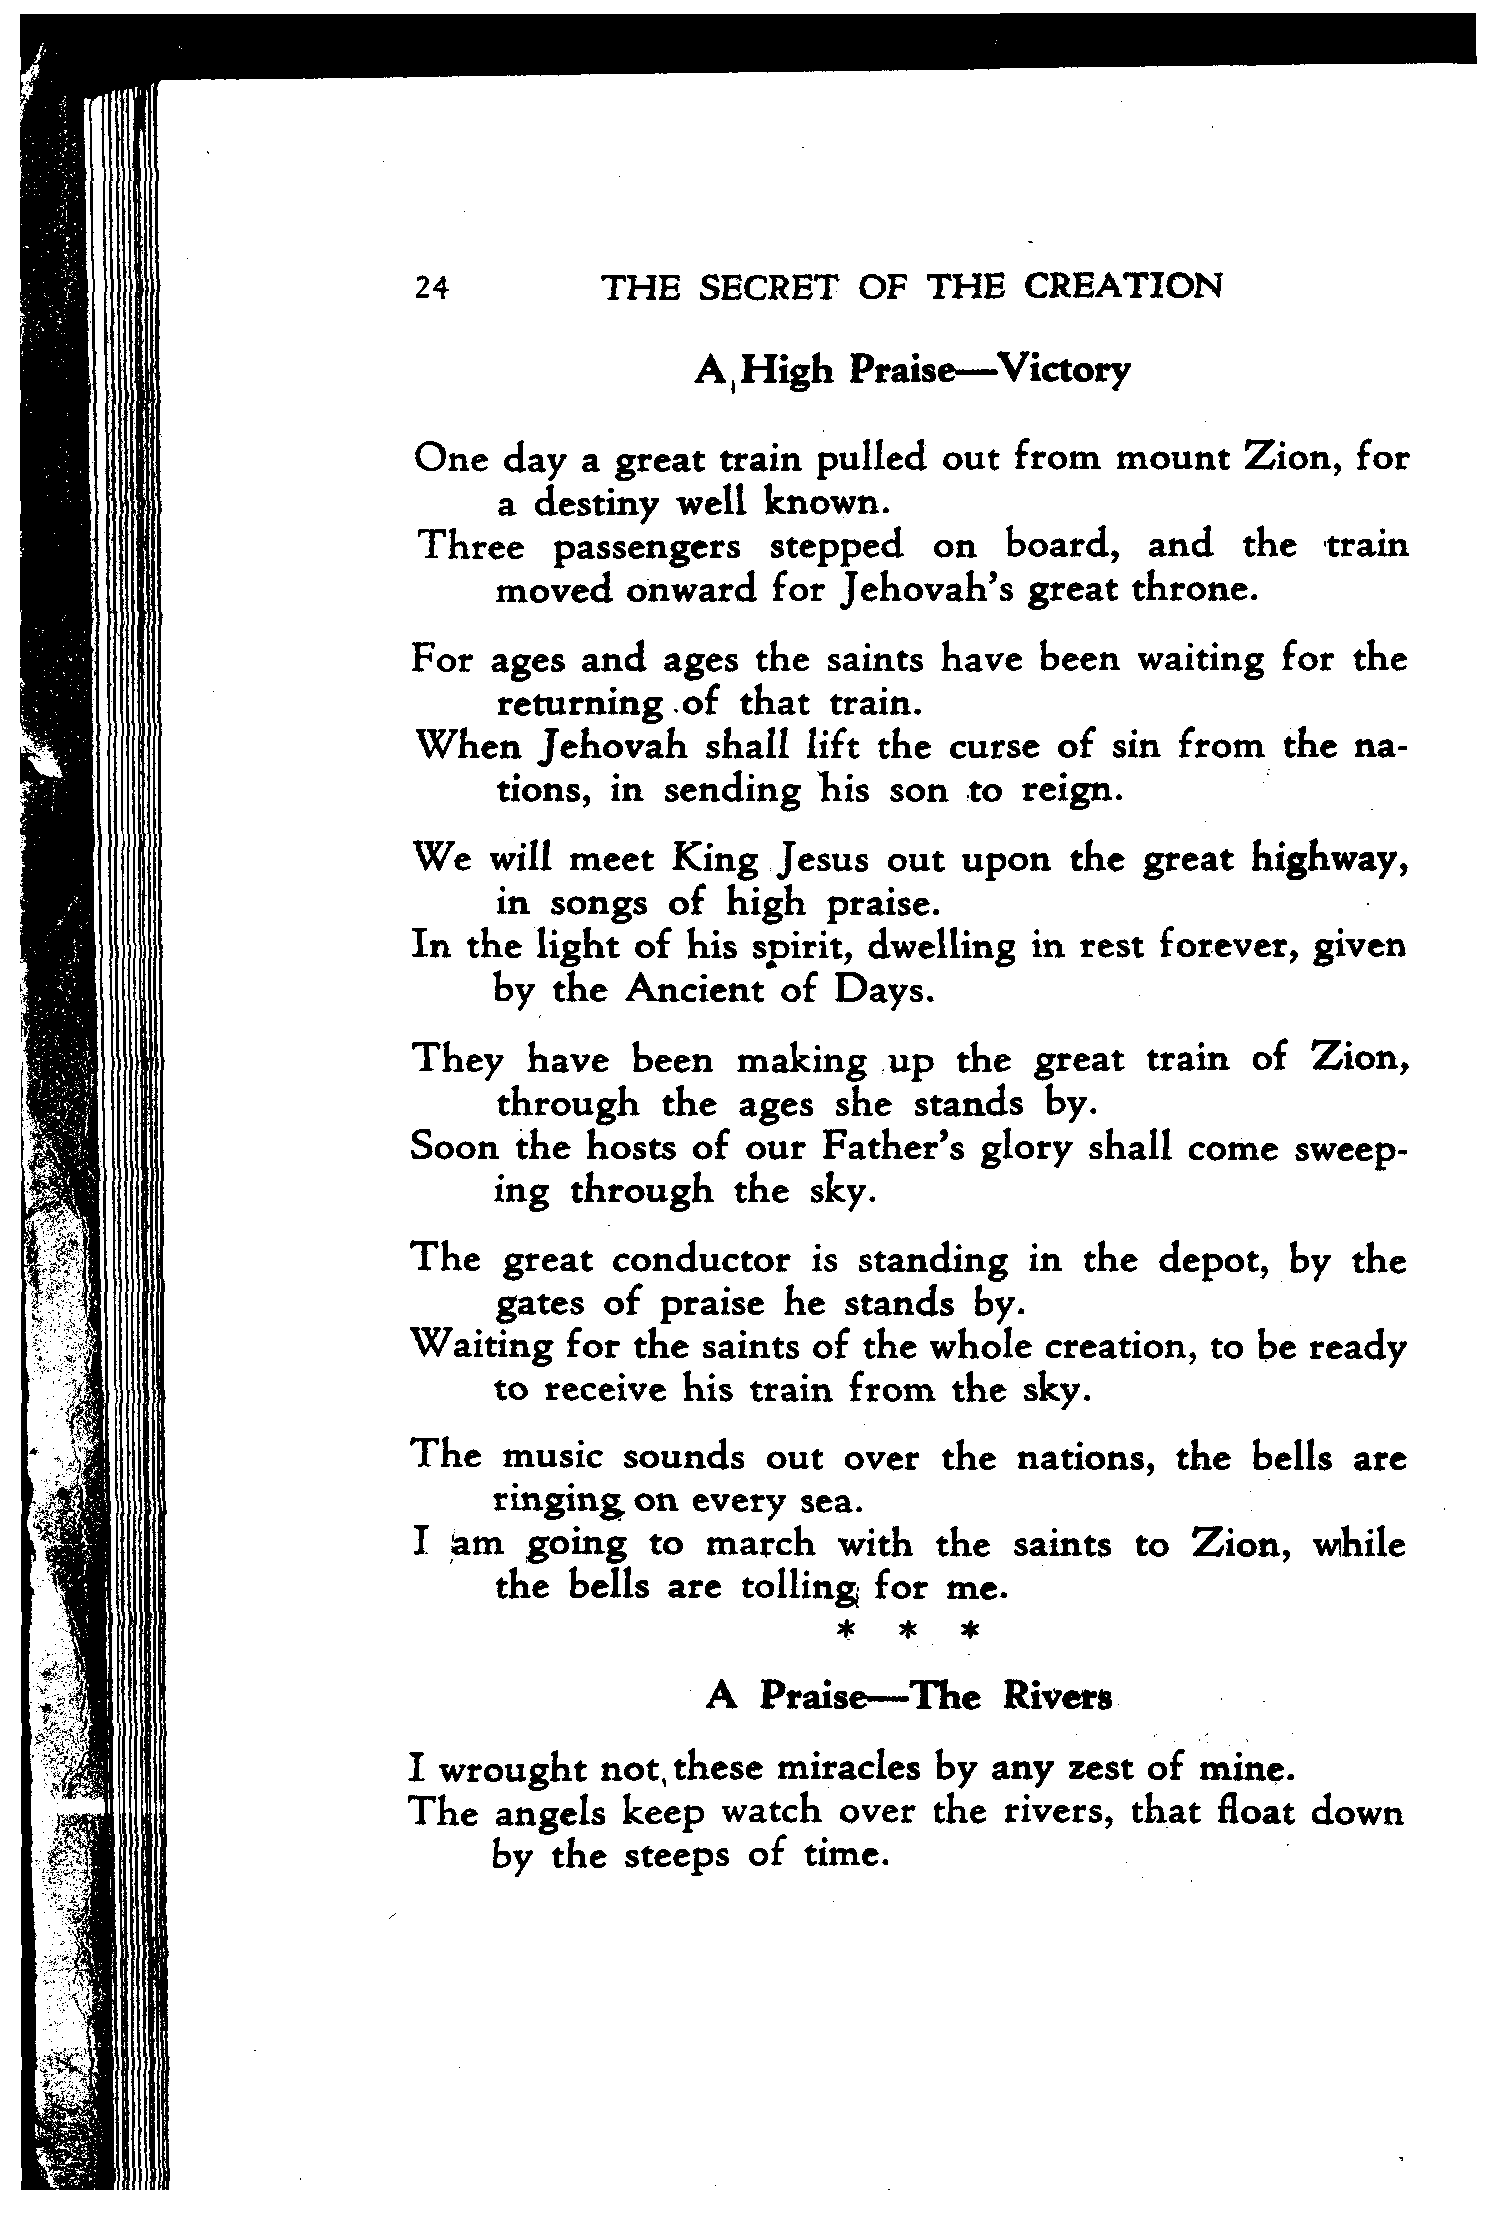 24 THE SECRET OF THE CREATION
A High Praise—Victory
One day a great train pulled out from mount Zion, for
a destiny well known.
Three passengers stepped on board, and the train
moved onward for Jehovah's great throne.
For ages and ages the saints have been waiting for the
returning of that train.
When Jehovah shall lift the curse of sin from the na-
tions, in sending his son to reign.
We will meet King Jesus out upon the great highway,
in songs of high praise.
In the light of his spirit, dwelling in rest forever, given
by the Ancient of Days.
They have been making up the great train of Zion,
through the ages she stands by.
Soon the hosts of our Father's glory shall come sweep-
ing through the sky.
The great conductor is standing in the depot, by the
gates of praise he stands by.
Waiting for the saints of the whole creation, to be ready
to receive his train from the sky.
The music sounds out over the nations, the bells are
ringing on every sea.
I am going to march with the saints to Zion, while
the bells are tolling for me.
* * *
A Praise—The Rivers
I wrought not, these miracles by any zest of mine.
The angels keep watch over the rivers, that float down
by the steeps of time.